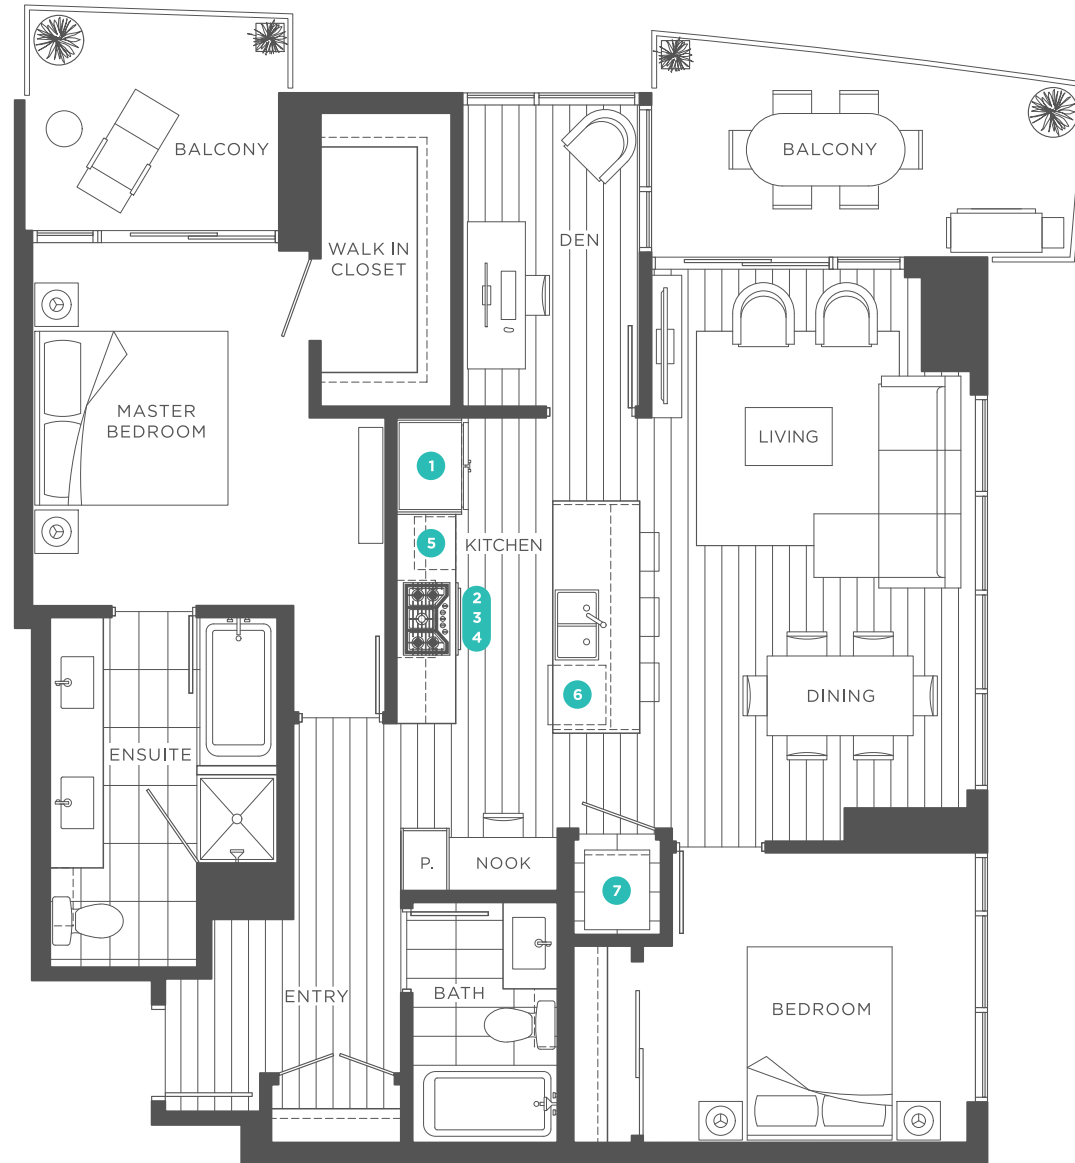 BALCONY
BALCONY
WALK IN
CLOSET
DEN
MASTER
BEDROOM
LIVING
1
5
KITCHEN
2
3
4
6
DINING
ENSUITE
P.
NOOK
7
ENTRY
BATH
BEDROOM